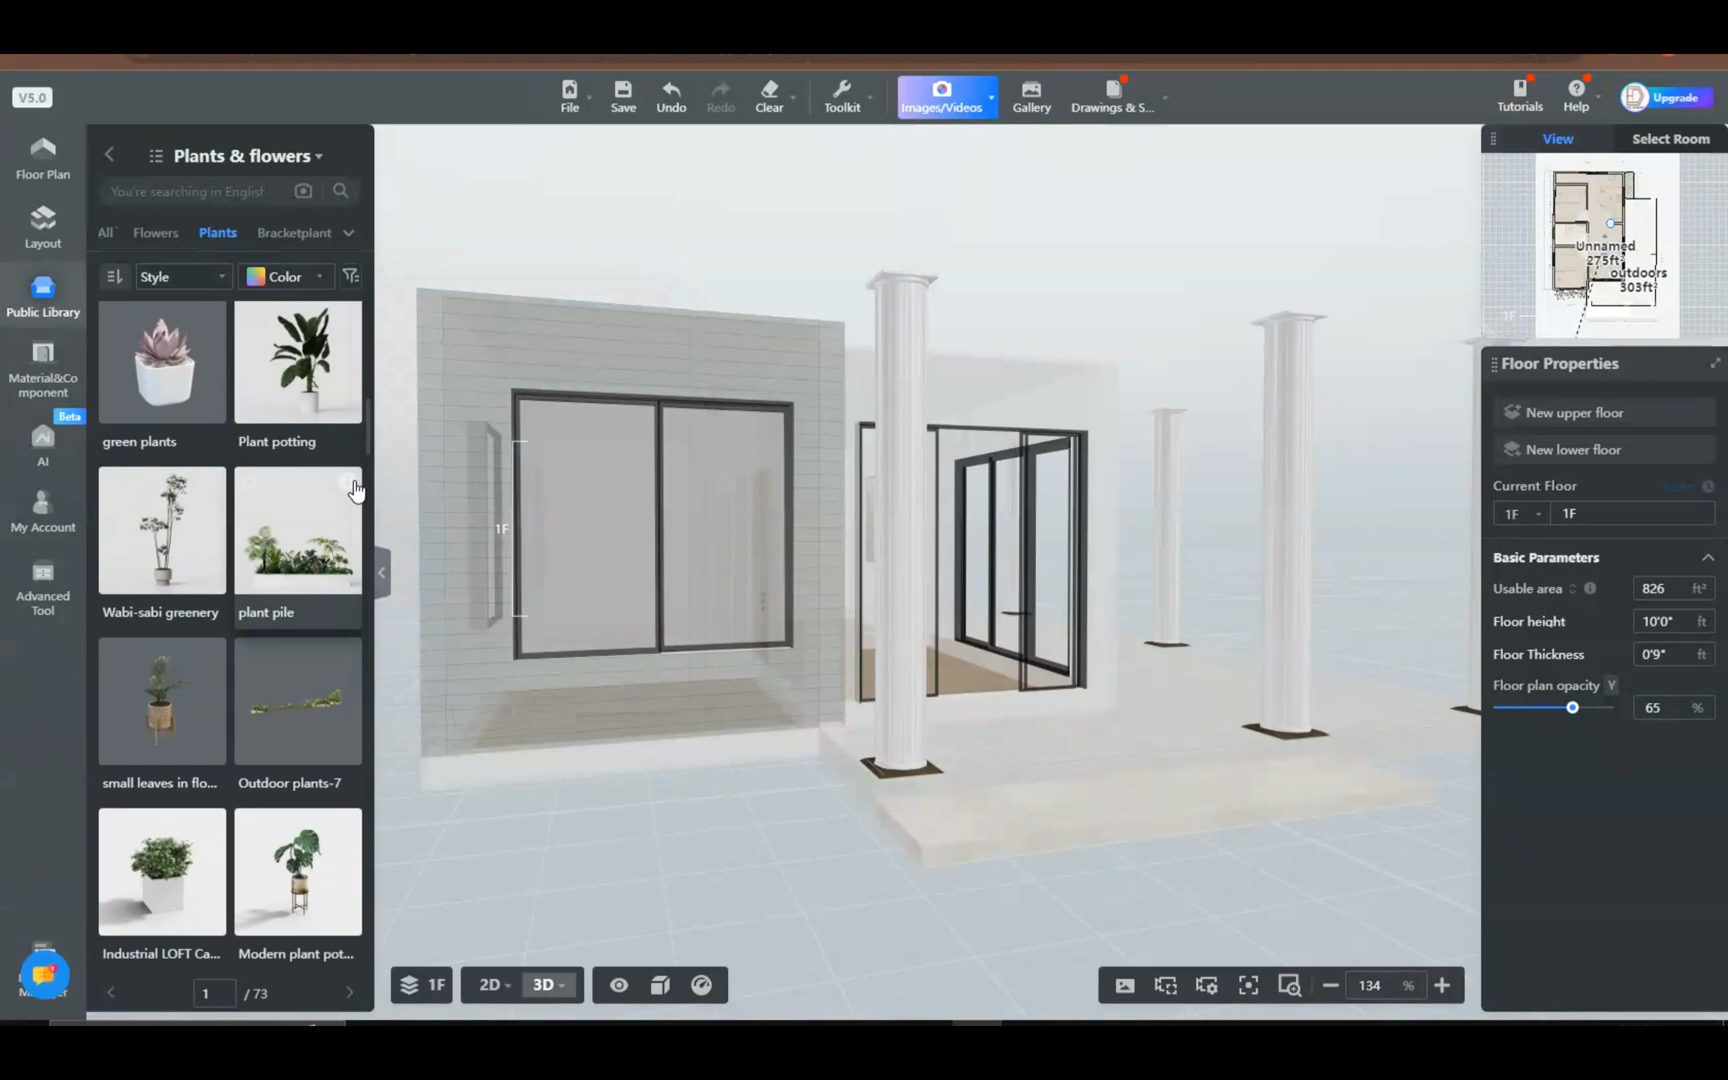 V5.0
File
Save
Undo
Redo
Clear
Toolkit
Images/Videos
Gallery
Drawings & S...
Tutorials
Help
Upgrade
Floor Plan
Layout
Public Library
Material&Co
mponent
Beta
AI
My Account
Advanced
Tool
Plants & flowers
You're searching in English
All
Flowers
Plants
Bracketplant
Style
Color
green plants
Plant potting
Wabi-sabi greenery
plant pile
small leaves in flo...
Outdoor plants-7
Industrial LOFT Ca...
Modern plant pot...
1
/ 73
1F
1F
2D
3D
134
%
View
Select Room
Unnamed
275ft²
outdoors
303ft²
1F
Floor Properties
New upper floor
New lower floor
Current Floor
1F
1F
Basic Parameters
Usable area
826
ft²
Floor height
10'0"
ft
Floor Thickness
0'9"
ft
Floor plan opacity
Y
65
%